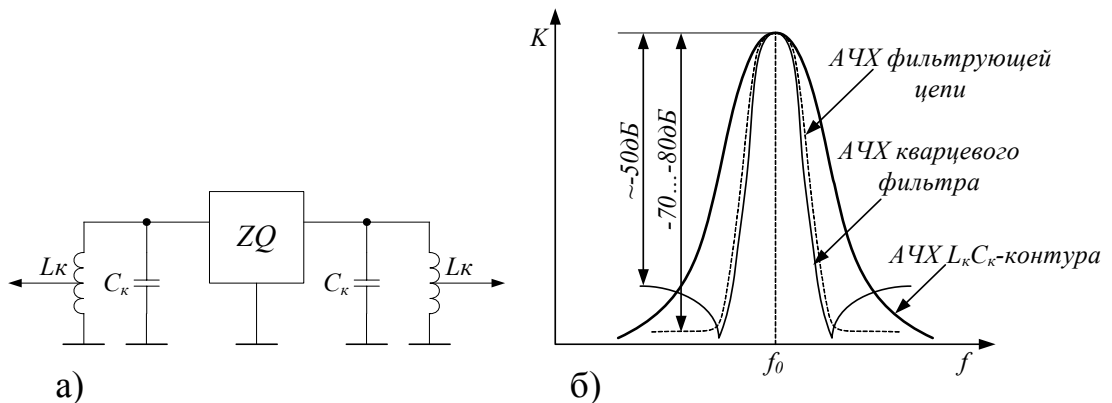 Lк
Cк
ZQ
Cк
Lк
а)
K
~-50дБ
-70...-80дБ
АЧХ фильтрующей
цепи
АЧХ кварцевого
фильтра
АЧХ LкCк-контура
f0
f
б)